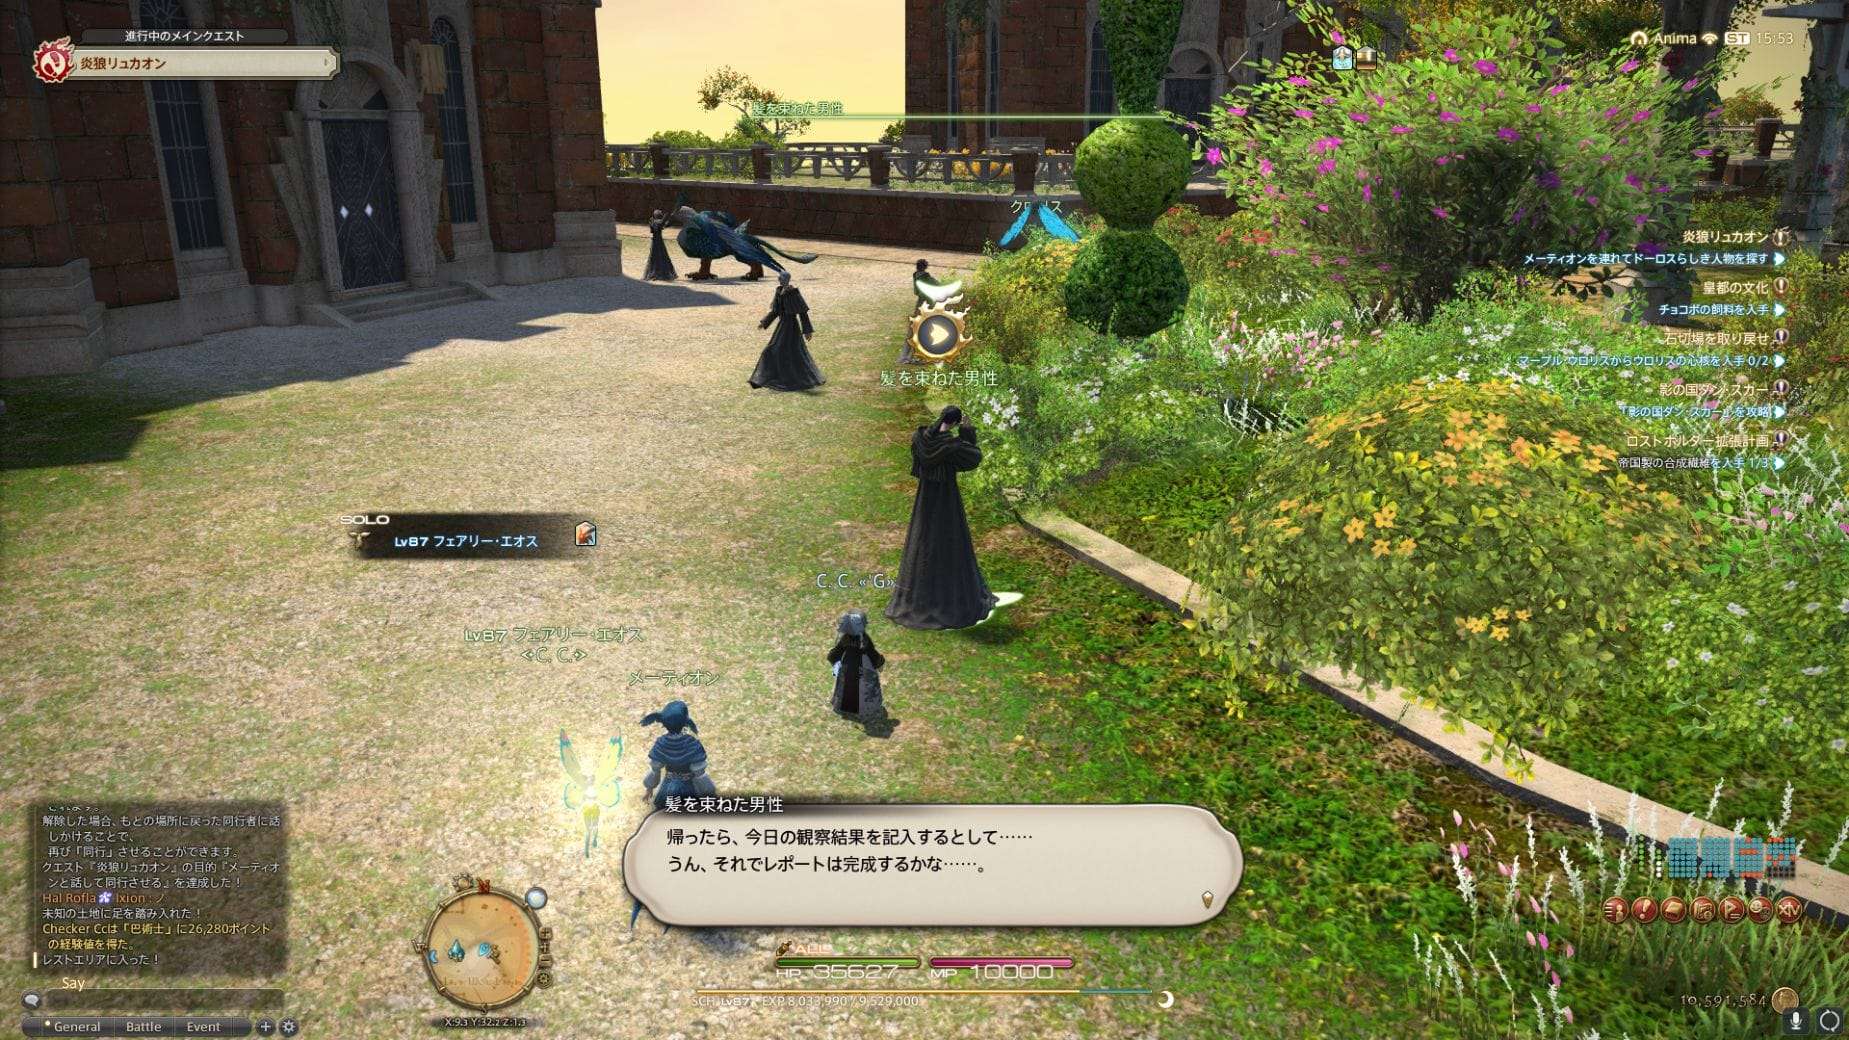 進行中のメインクエスト
炎狼リュカオン
Anima ST 15:53
髪を束ねた男性
炎狼リュカオン
メーティオンを連れてドーロスらしき人物を探す
皇都の文化
チョコボの飼料を入手
石切場を取り戻せ
マーブル・ウロリスからウロリスの心核を入手 0/2
影の国ダン・スカー
「影の国ダン・スカー」を攻略
ロストホルダー拡張計画
帝国製の合成繊維を入手 1/3
髪を束ねた男性
SOLO
Lv87 フェアリー・エオス
C. C. «'G»
Lv87 フェアリー・エオス
«C. C.»
メーティオン
髪を束ねた男性
帰ったら、今日の観察結果を記入するとして……
うん、それでレポートは完成するかな……。
解除した場合、もとの場所に戻った同行者に話
しかけることで、
再び「同行」させることができます。
クエスト『炎狼リュカオン』の目的「メーティオ
ンと話して同行させる」を達成した！
Hal Rofla Ixion : ノ
未知の土地に足を踏み入れた！
Checker Ccは「巴術士」に26,280ポイント
の経験値を得た。
レストエリアに入った！
Say
General Battle Event
N
X:9.3 Y:32.2 Z:1.3
HP 35627 MP 10000
SCH Lv87 EXP 8,033,990 / 9,529,000
10,591,584